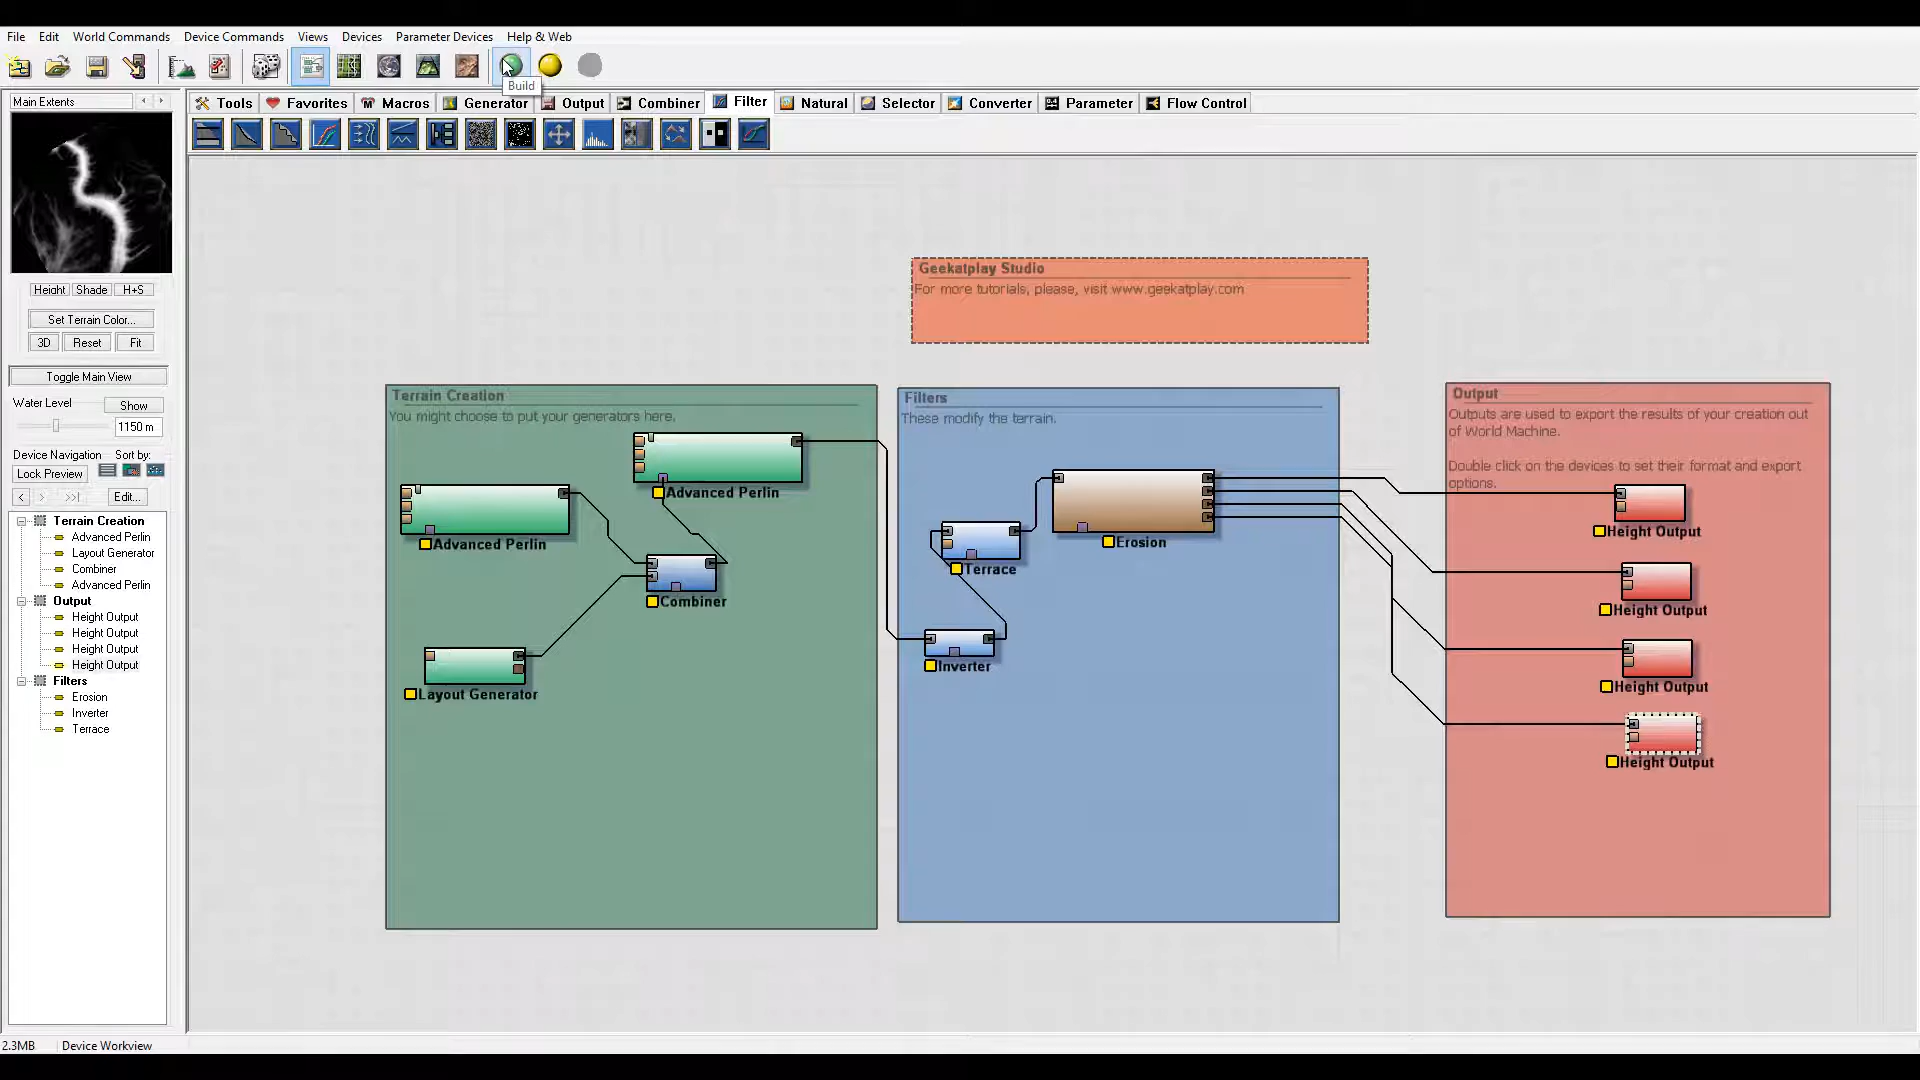 File Edit World Commands Device Commands Views Devices Parameter Devices Help & Web
Build
Main Extents
Tools Favorites Macros Generator Output Combiner Filter Natural Selector Converter Parameter Flow Control
Height Shade H+S
Set Terrain Color...
3D Reset Fit
Toggle Main View
Water Level Show
1150 m
Device Navigation Sort by:
Lock Preview
< > >>| Edit...
Terrain Creation
Advanced Perlin
Layout Generator
Combiner
Advanced Perlin
Output
Height Output
Height Output
Height Output
Height Output
Filters
Erosion
Inverter
Terrace
Geekatplay Studio
For more tutorials, please, visit www.geekatplay.com
Terrain Creation
You might choose to put your generators here.
Advanced Perlin
Advanced Perlin
Combiner
Layout Generator
Filters
These modify the terrain.
Erosion
Terrace
Inverter
Output
Outputs are used to export the results of your creation out
of World Machine.
Double click on the devices to set their format and export
options.
Height Output
Height Output
Height Output
Height Output
2.3MB Device Workview